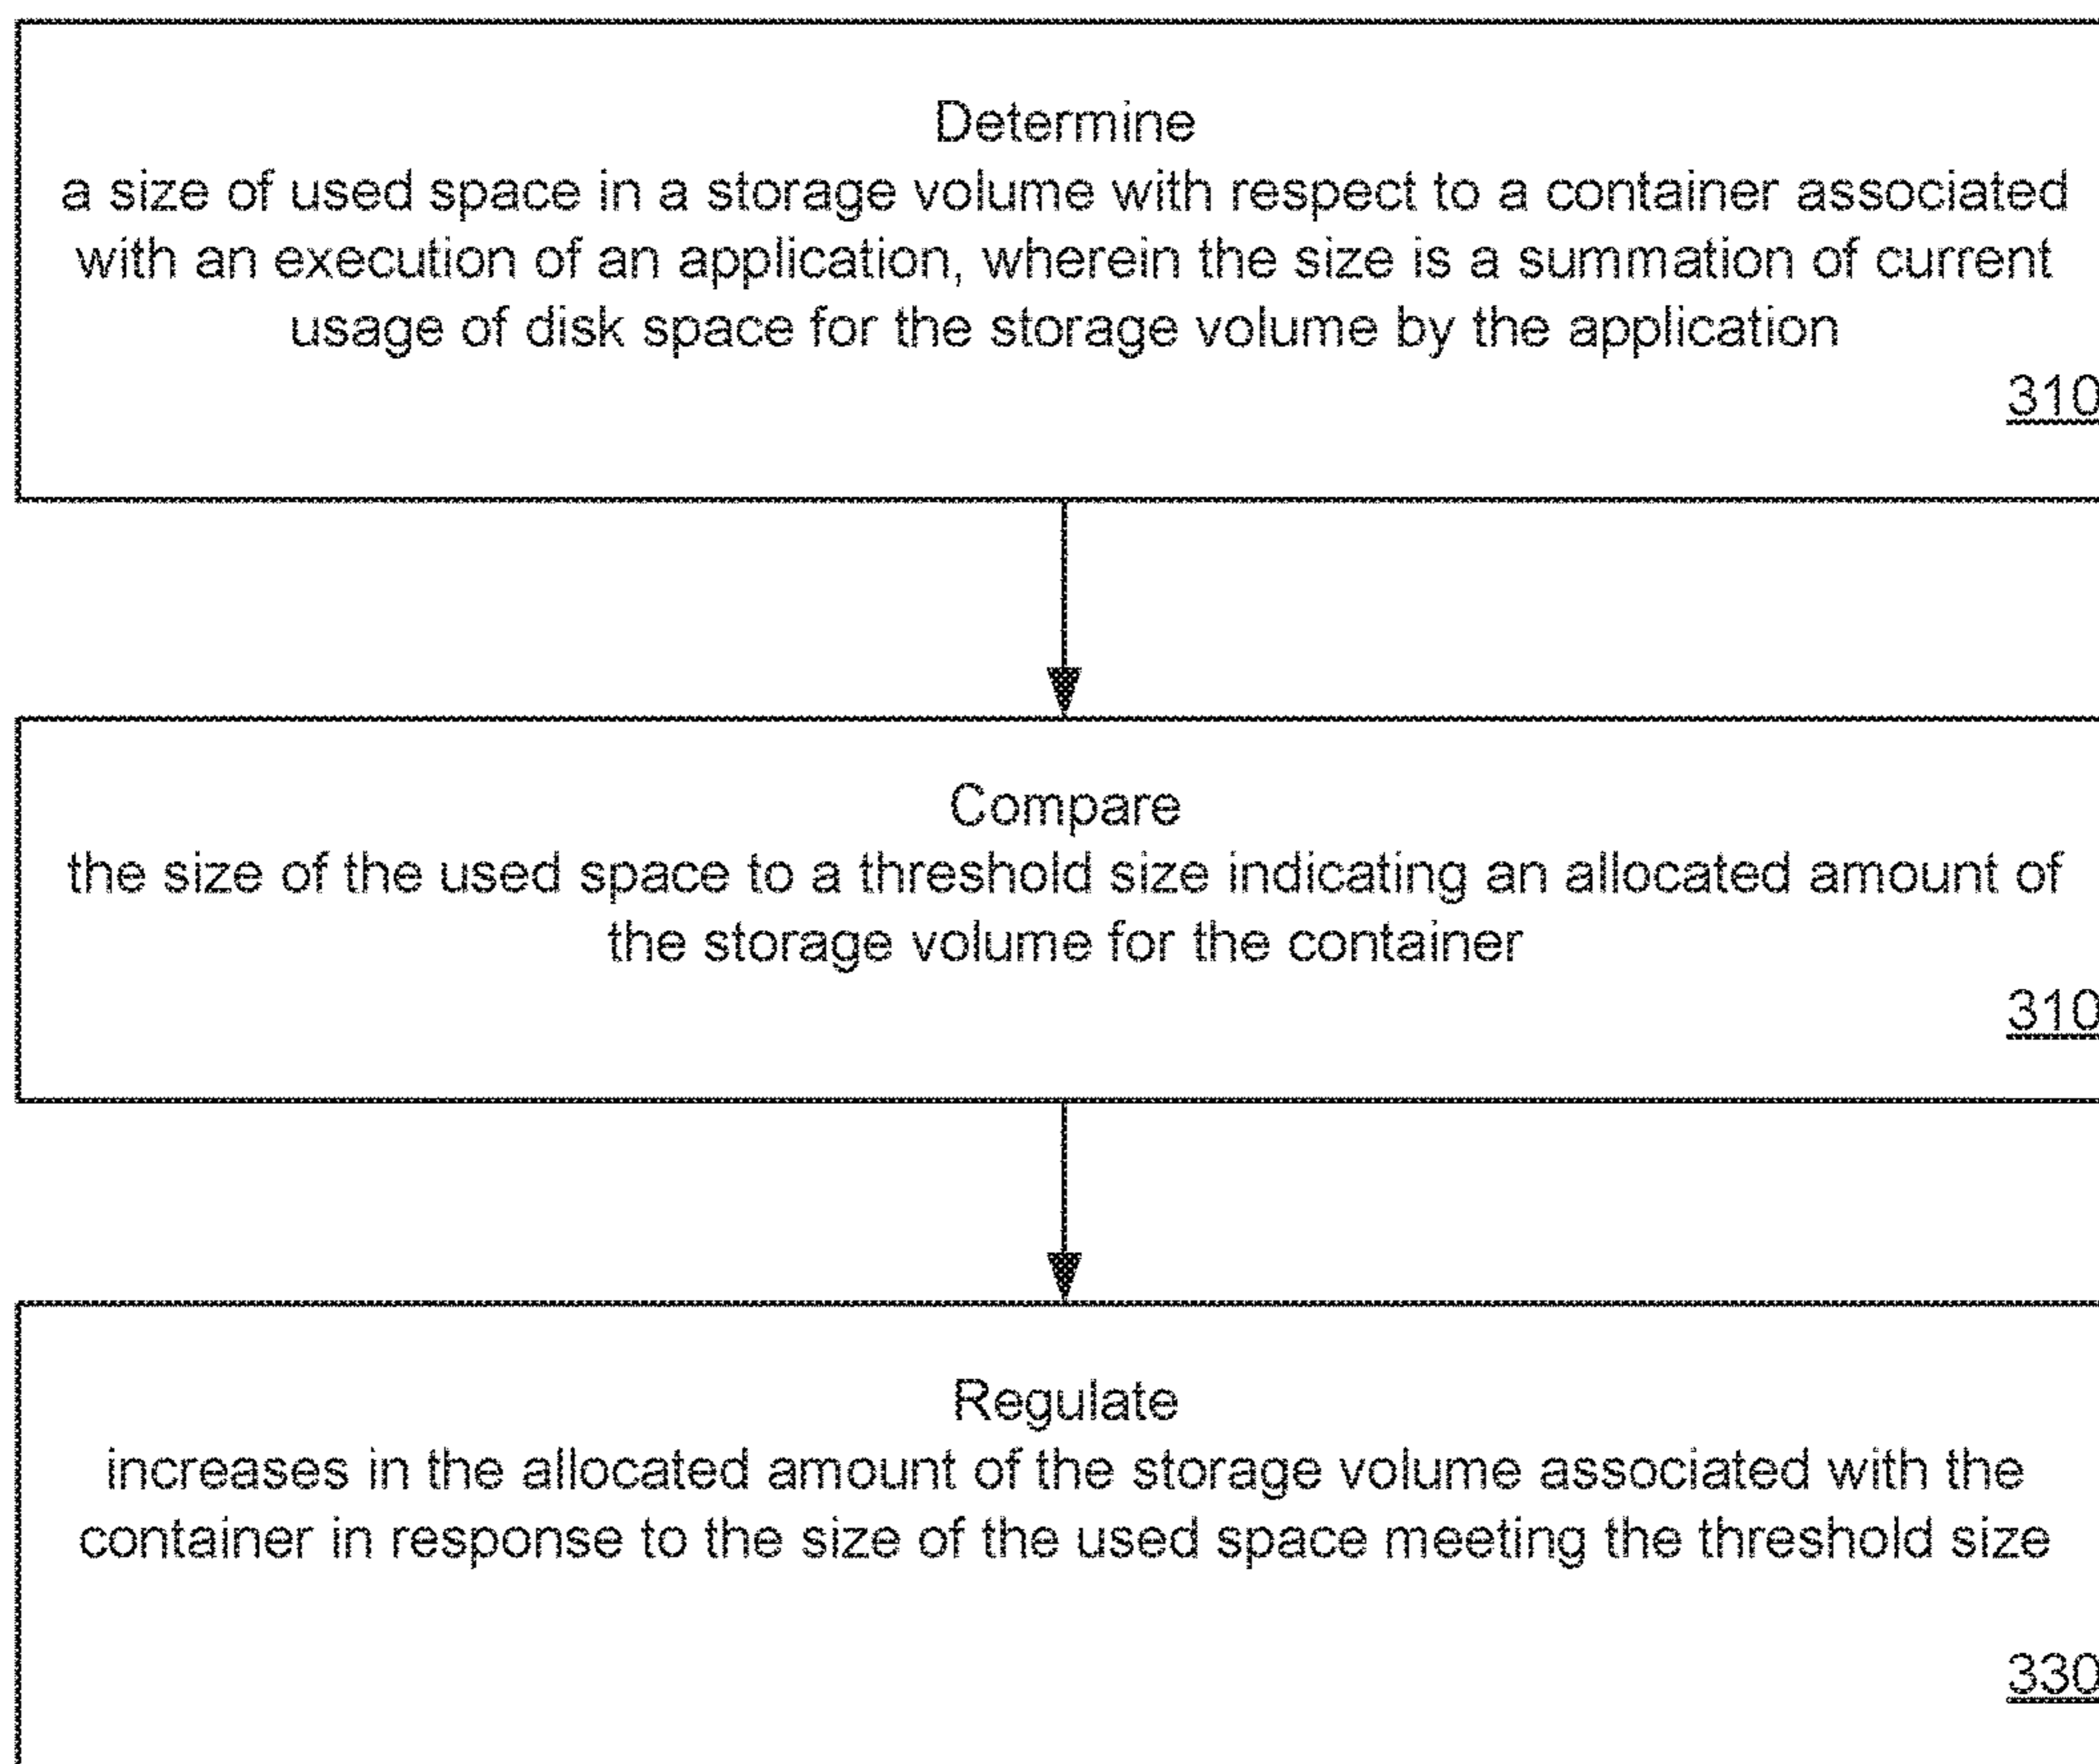 Determine
a size of used space in a storage volume with respect to a container associated
with an execution of an application, wherein the size is a summation of current
usage of disk space for the storage volume by the application
310
Compare
the size of the used space to a threshold size indicating an allocated amount of
the storage volume for the container
310
Regulate
increases in the allocated amount of the storage volume associated with the
container in response to the size of the used space meeting the threshold size
330